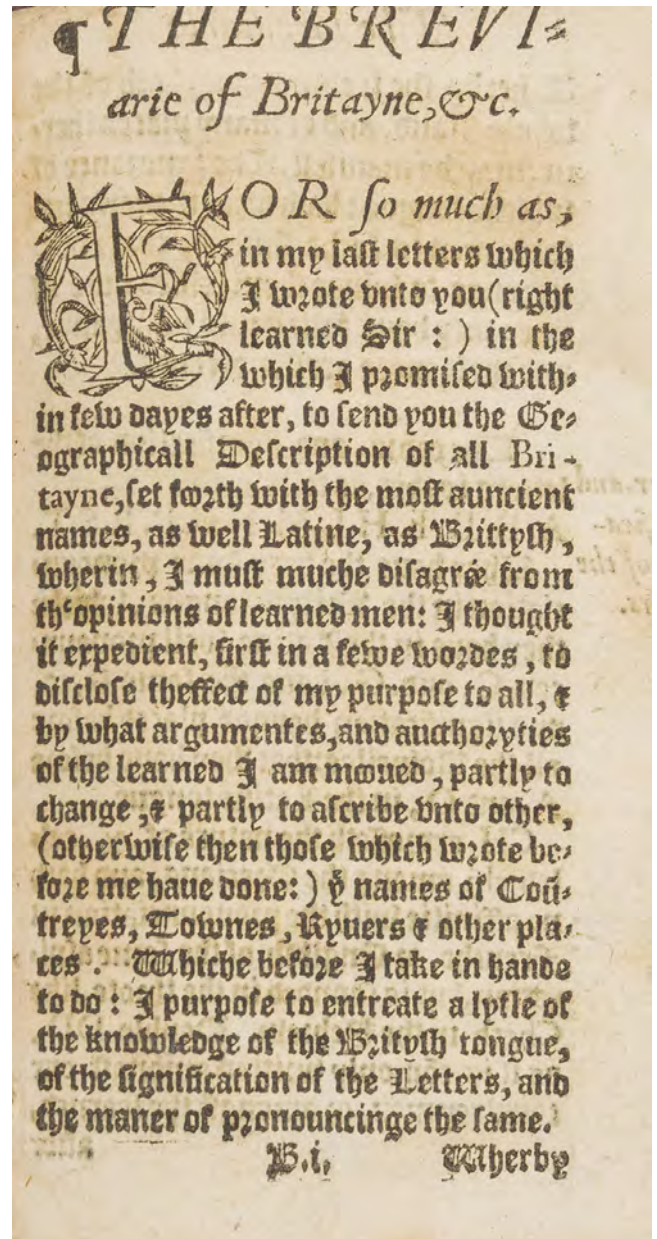 ¶THE BREVI-
arie of Britayne, &c.
FOR ſo much as,
in my laſt letters which
I wrote vnto you (right
learned Sir : ) in the
which I promiſed with-
in few dayes after, to ſend you the Ge-
ographicall Deſcription of all Bri-
tayne, ſet foorth with the moſt auncient
names, as well Latine, as Brittyſh,
wherin, I muſt muche diſagrée from
th'opinions of learned men: I thought
it expedient, firſt in a fewe wordes, to
diſcloſe theffect of my purpoſe to all, &
by what argumentes, and aucthoryties
of the learned I am mooued, partly to
change, & partly to aſcribe vnto other,
(otherwiſe then thoſe which wrote be-
fore me haue done:) yͤ names of Coũ-
treyes, Townes, Ryuers & other pla-
ces. Whiche before I take in hande
to do: I purpoſe to entreate a lytle of
the knowledge of the Brityſh tongue,
of the ſignification of the Letters, and
the maner of pronouncinge the ſame.
B.i. Wherby